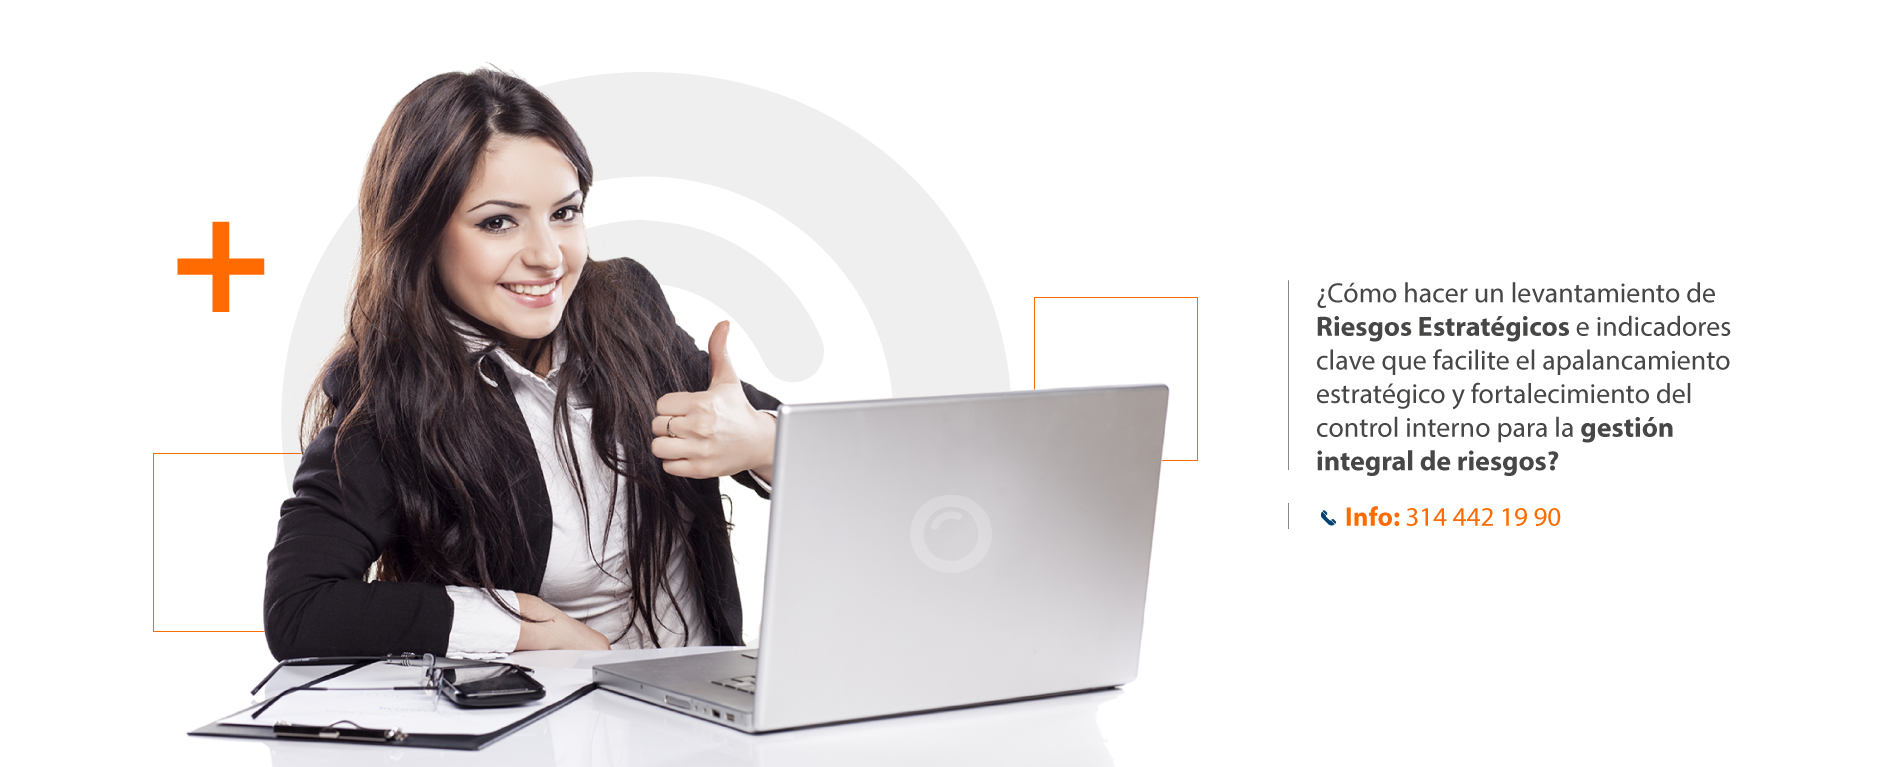 ¿Cómo hacer un levantamiento de
Riesgos Estratégicos e indicadores
clave que facilite el apalancamiento
estratégico y fortalecimiento del
control interno para la gestión
integral de riesgos?
Info: 314 442 19 90